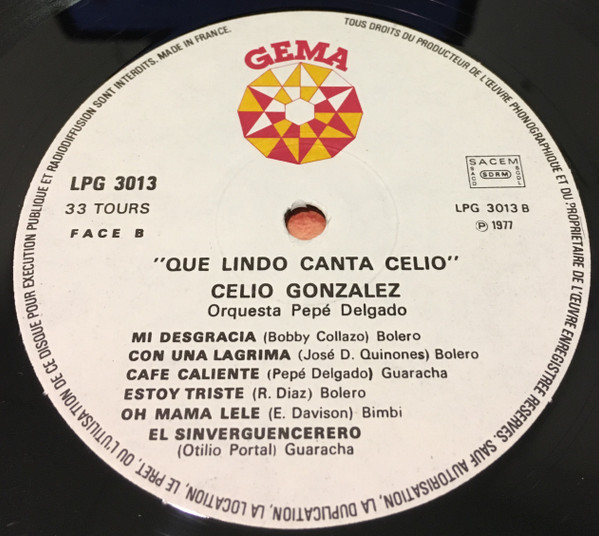 GEMA
LPG 3013
33 TOURS
FACE B
SACEM
SACD SDRM SGDL
LPG 3013 B
Ⓟ 1977
"QUE LINDO CANTA CELIO"
CELIO GONZALEZ
Orquesta Pepé Delgado
MI DESGRACIA (Bobby Collazo) Bolero
CON UNA LAGRIMA (José D. Quinones) Bolero
CAFE CALIENTE (Pepé Delgado) Guaracha
ESTOY TRISTE (R. Diaz) Bolero
OH MAMA LELE (E. Davison) Bimbi
EL SINVERGUENCERERO
(Otilio Portal) Guaracha
TOUS DROITS DU PRODUCTEUR DE L'ŒUVRE PHONOGRAPHIQUE ET DU PROPRIETAIRE DE L'ŒUVRE ENREGISTREE RESERVES. SAUF AUTORISATION, LA DUPLICATION, LA LOCATION, LE PRET, OU L'UTILISATION DE CE DISQUE POUR EXECUTION PUBLIQUE ET RADIODIFFUSION SONT INTERDITS. MADE IN FRANCE.